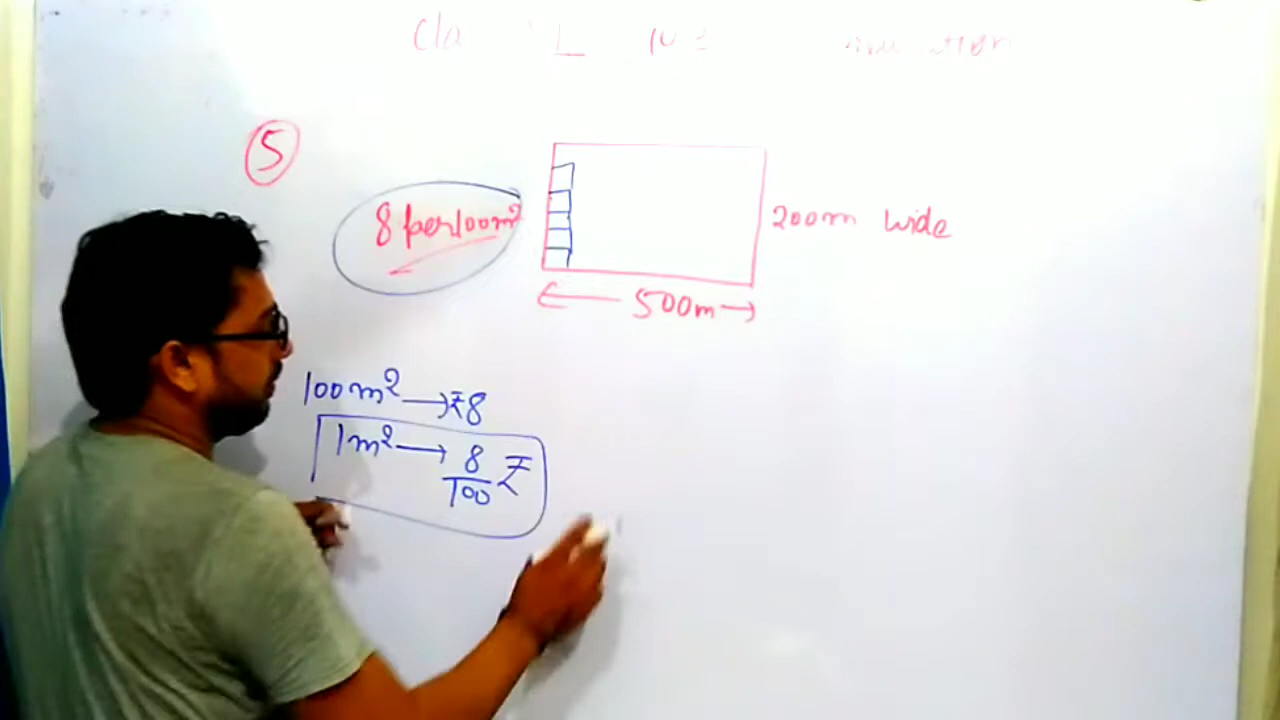 5
8 per 100m²
200m wide
500m
100m² → ₹8
1m² → 8/100 ₹